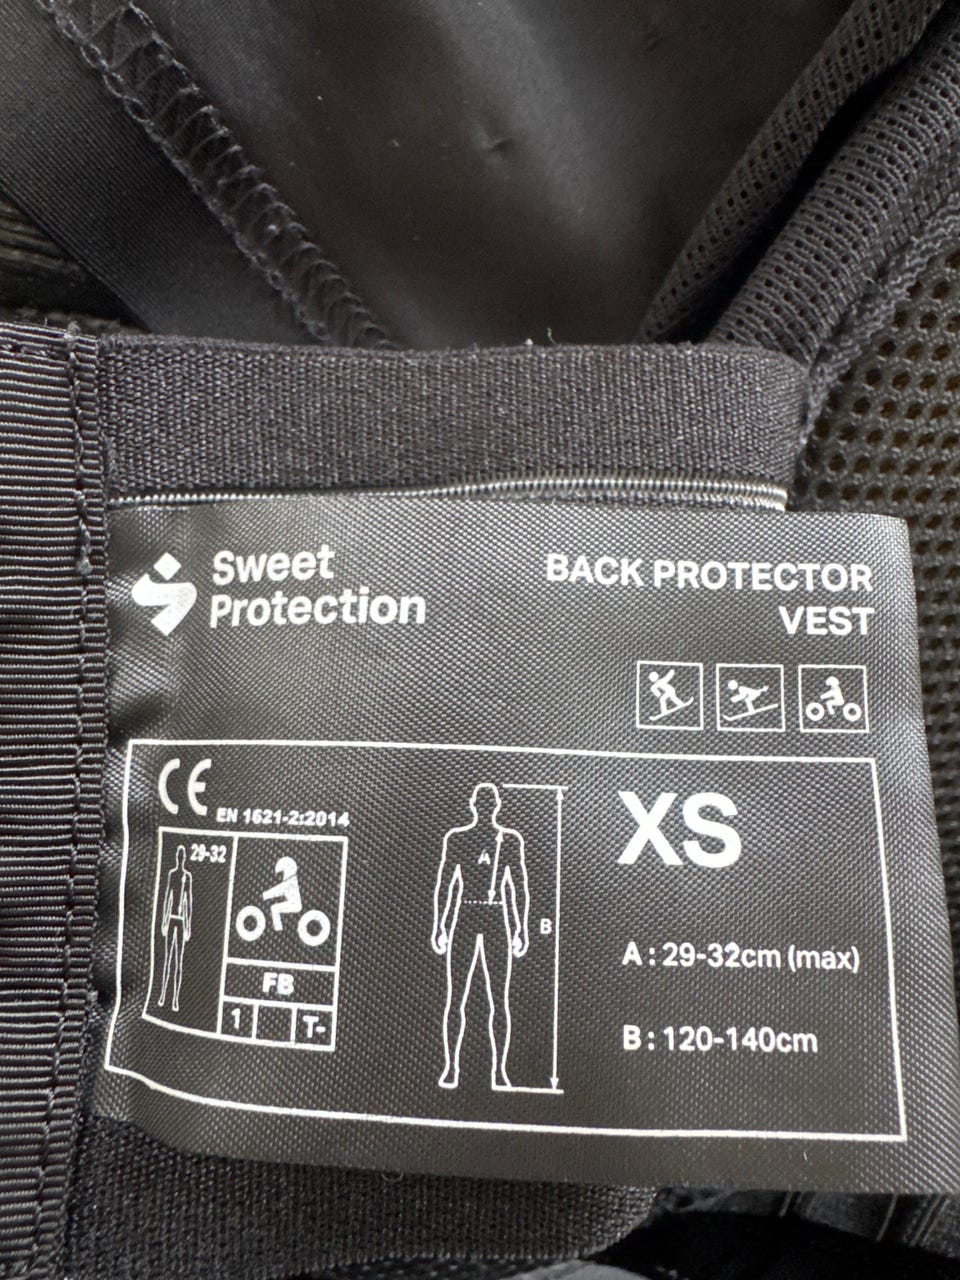 Sweet
Protection
BACK PROTECTOR
VEST
CE
EN 1621-2:2014
29-32
FB
1
T-
A
B
XS
A : 29-32cm (max)
B : 120-140cm